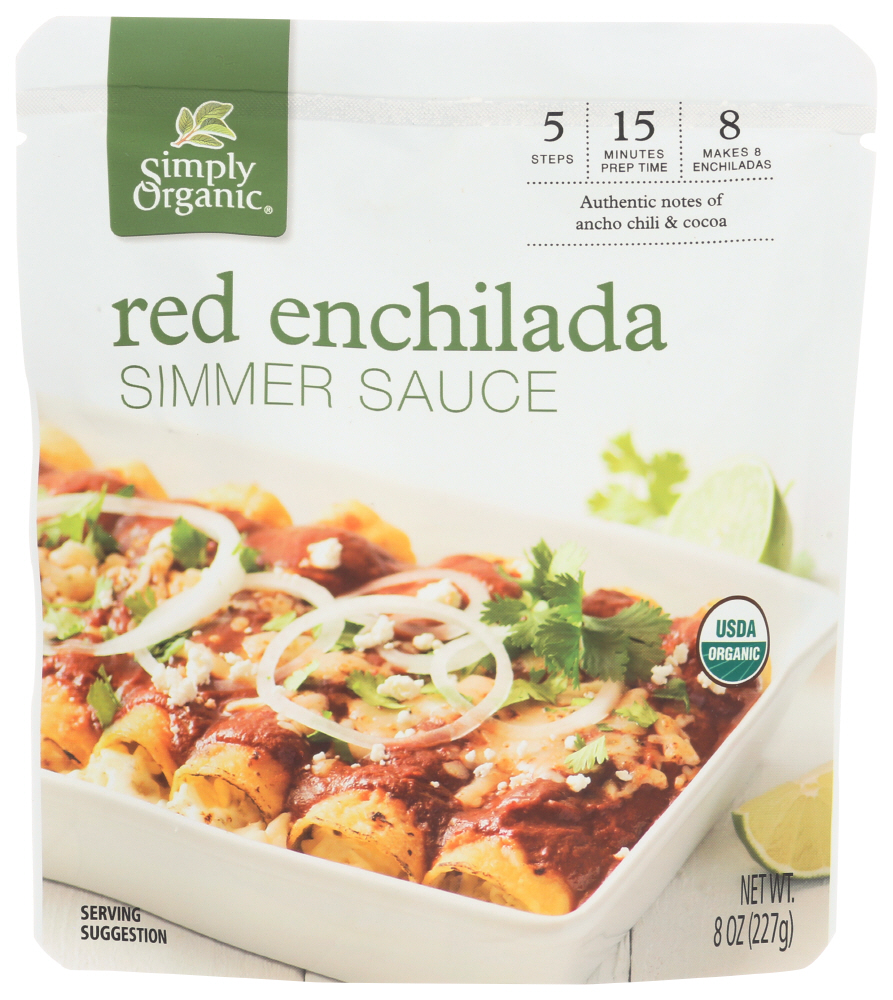 Simply
Organic®
5
STEPS
15
MINUTES
PREP TIME
8
MAKES 8
ENCHILADAS
Authentic notes of
ancho chili & cocoa
red enchilada
SIMMER SAUCE
USDA
ORGANIC
SERVING
SUGGESTION
NET WT.
8 OZ (227g)